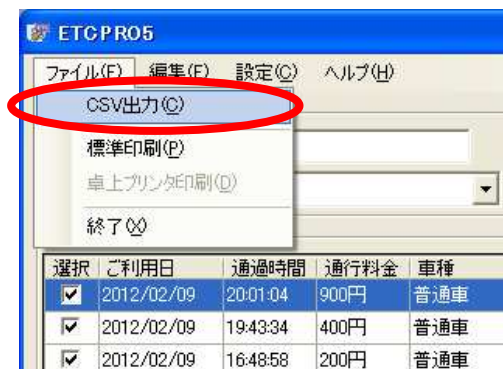 ETCPRO5
ファイル(F) 編集(E) 設定(C) ヘルプ(H)
CSV出力(C)
標準印刷(P)
卓上プリンタ印刷(D)
終了(X)
選択 ご利用日 通過時間 通行料金 車種
2012/02/09 20:01:04 900円 普通車
2012/02/09 19:43:34 400円 普通車
2012/02/09 16:48:58 200円 普通車